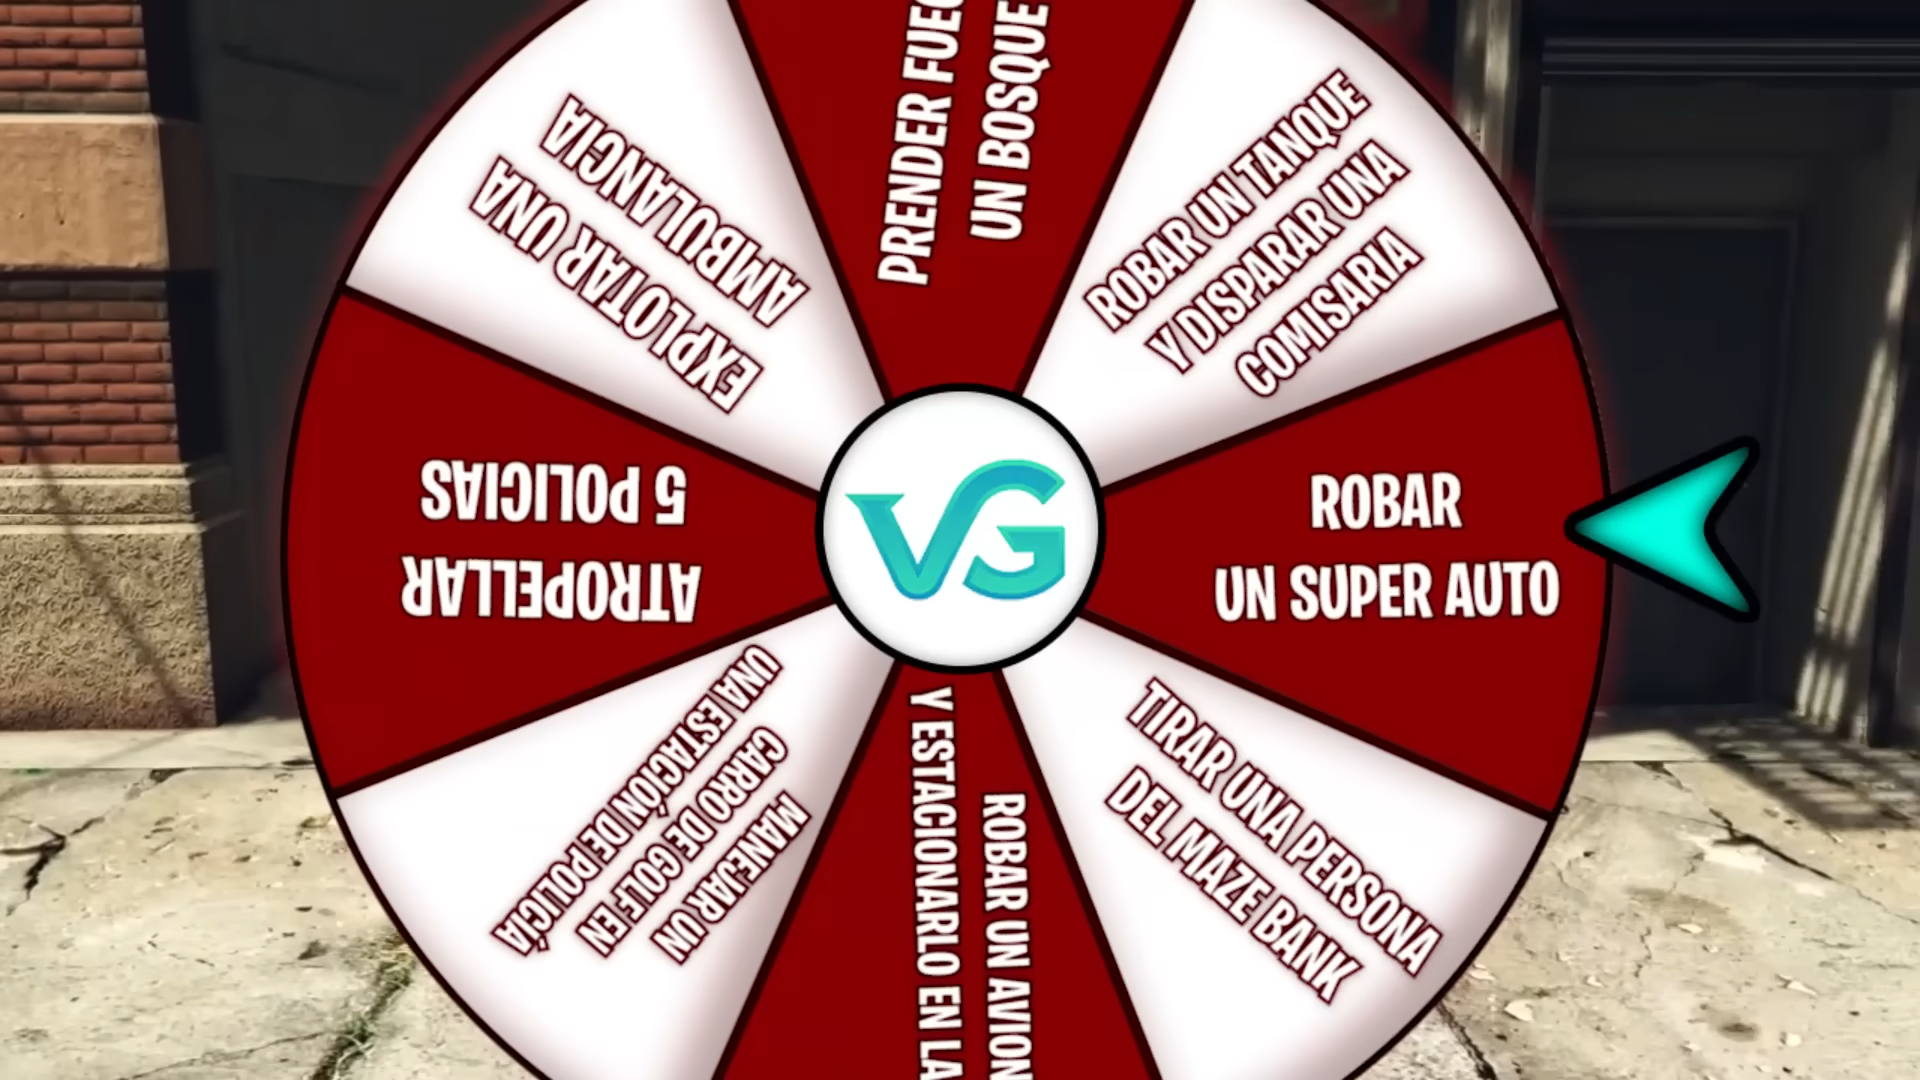 PRENDER
UN BOSQUE
ROBAR UN TANQUE
Y DISPARAR UNA
COMISARIA
ROBAR
UN SUPER AUTO
TIRAR UNA PERSONA
DEL MAZE BANK
ROBAR UN AVION
Y ESTACIONARLO EN LA
MANEJAR UN
CARRO DE GOLF EN
UNA ESTACIÓN DE POLICÍA
ATROPELLAR
5 POLICIAS
EXPLOTAR UNA
AMBULANCIA
VG